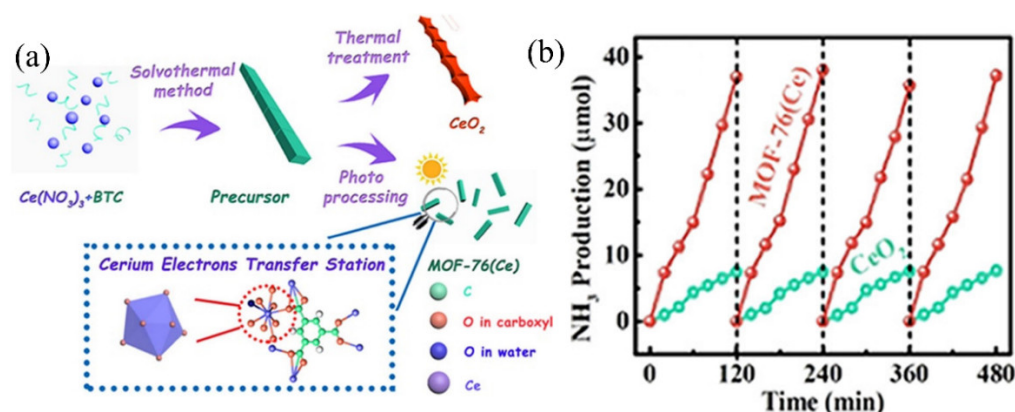 (a)
Solvothermal
method
Thermal
treatment
CeO₂
Photo
processing
Ce(NO₃)₃+BTC
Precursor
MOF-76(Ce)
Cerium Electrons Transfer Station
C
O in carboxyl
O in water
Ce
(b)
NH₃ Production (μmol)
40
30
20
10
0
MOF-76(Ce)
CeO₂
0 120 240 360 480
Time (min)